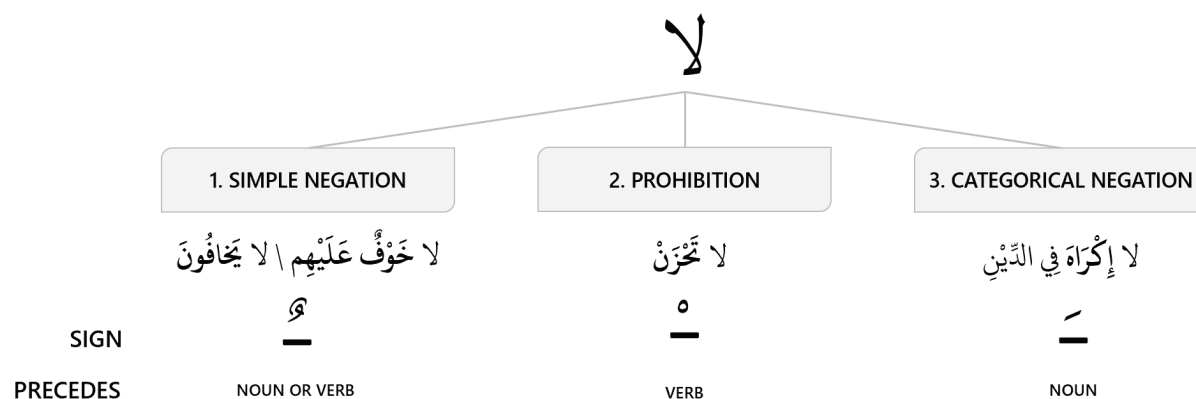 لا
1. SIMPLE NEGATION
2. PROHIBITION
3. CATEGORICAL NEGATION
لا خَوْفٌ عَلَيْهِم \ لا يَخافُونَ
لا تَحْزَنْ
لا إِكْرَاهَ فِي الدِّيْنِ
SIGN ـٌ ـْ ـَ
PRECEDES NOUN OR VERB VERB NOUN